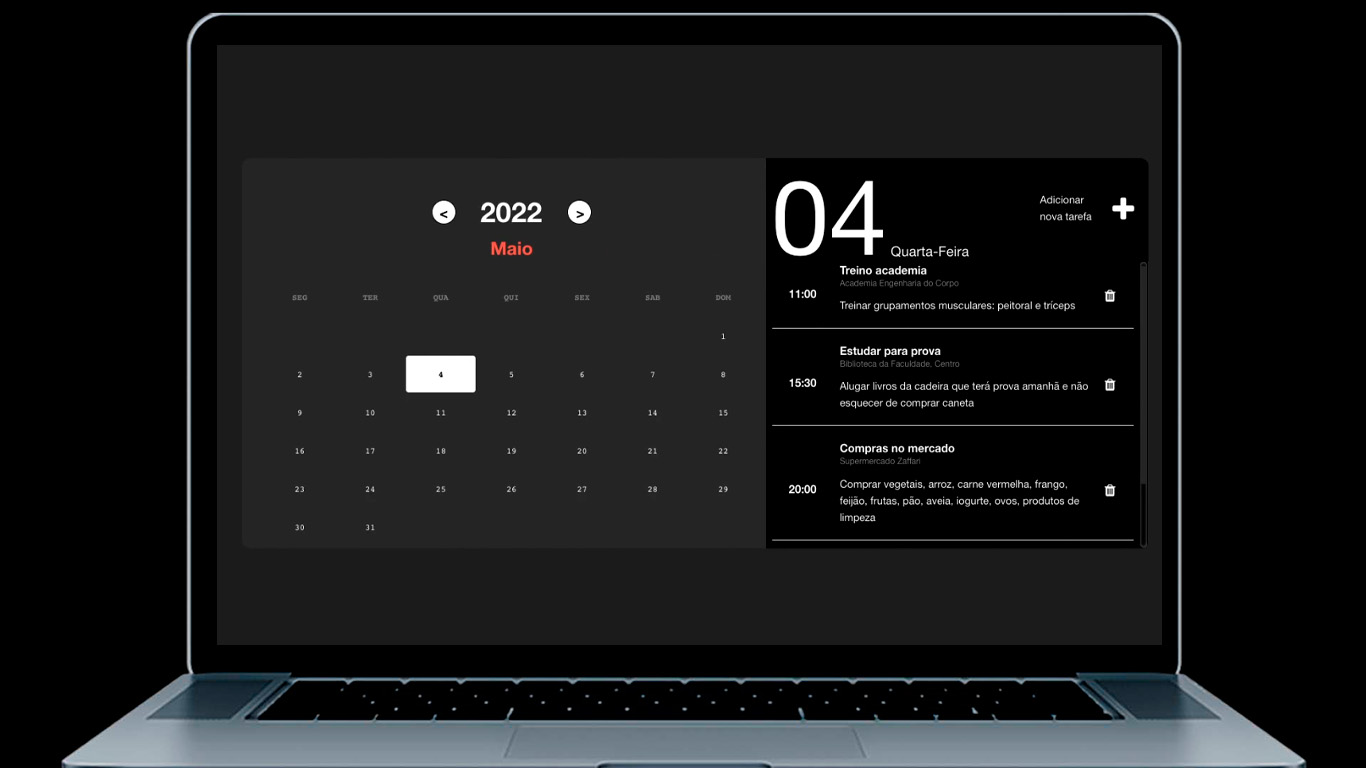 < 2022 >
Maio
SEG TER QUA QUI SEX SAB DOM
1
2 3 4 5 6 7 8
9 10 11 12 13 14 15
16 17 18 19 20 21 22
23 24 25 26 27 28 29
30 31
04 Quarta-Feira
Adicionar
nova tarefa
Treino academia
Academia Engenharia do Corpo
11:00
Treinar grupamentos musculares: peitoral e tríceps
Estudar para prova
Biblioteca da Faculdade, Centro
15:30
Alugar livros da cadeira que terá prova amanhã e não
esquecer de comprar caneta
Compras no mercado
Supermercado Zaffari
20:00
Comprar vegetais, arroz, carne vermelha, frango,
feijão, frutas, pão, aveia, iogurte, ovos, produtos de
limpeza